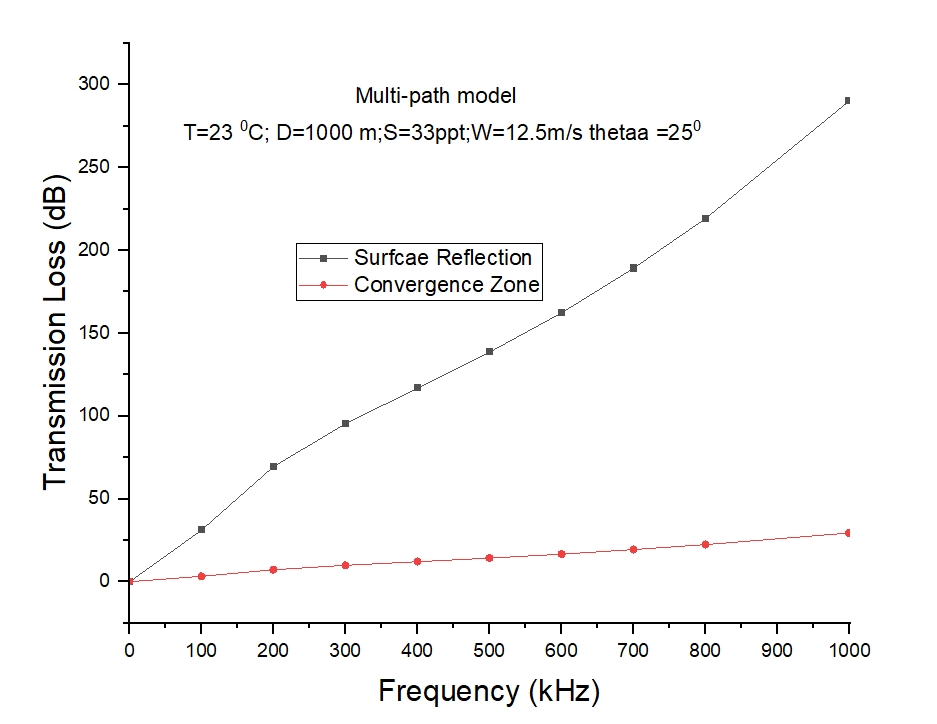 Multi-path model
T=23 ⁰C; D=1000 m;S=33ppt;W=12.5m/s thetaa =25⁰
Surfcae Reflection
Convergence Zone
Transmission Loss (dB)
300
250
200
150
100
50
0
0 100 200 300 400 500 600 700 800 900 1000
Frequency (kHz)